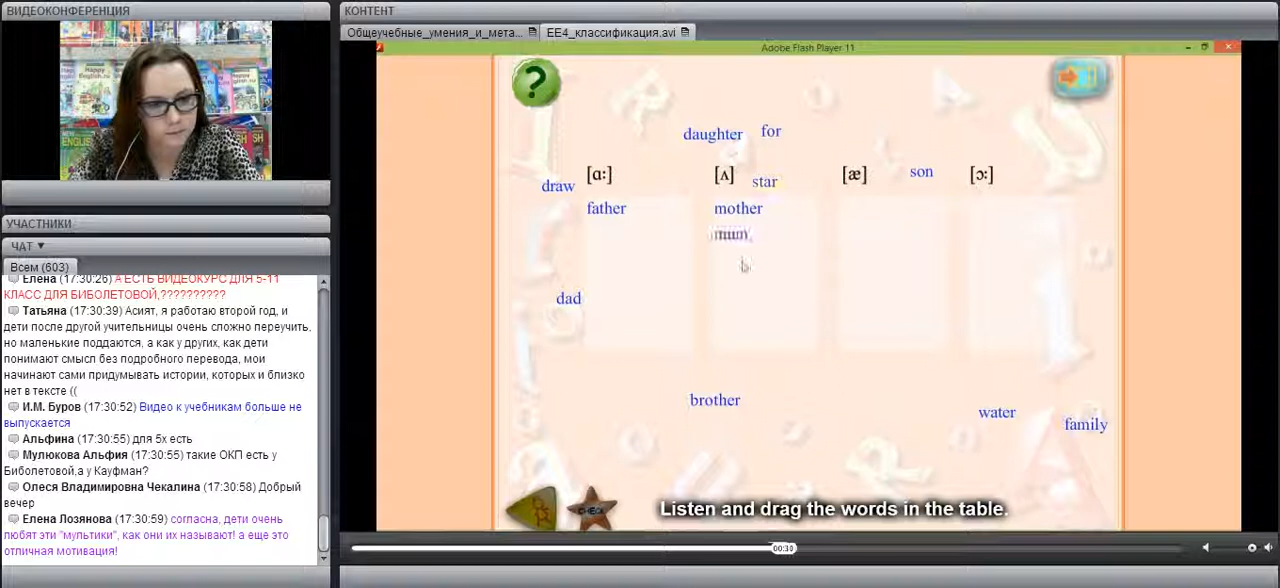 ВИДЕОКОНФЕРЕНЦИЯ
УЧАСТНИКИ
ЧАТ
Всем (603)
Елена (17:30:26) А ЕСТЬ ВИДЕОКУРС ДЛЯ 5-11
КЛАСС ДЛЯ БИБОЛЕТОВОЙ,??????????
Татьяна (17:30:39) Асият, я работаю второй год, и
дети после другой учительницы очень сложно переучить,
но маленькие поддаются, а как у других, как дети
понимают смысл без подробного перевода, мои
начинают сами придумывать истории, которых и близко
нет в тексте ((
И.М. Буров (17:30:52) Видео к учебникам больше не
выпускается
Альфина (17:30:55) для 5х есть
Мулюкова Альфия (17:30:55) такие ОКП есть у
Биболетовой,а у Кауфман?
Олеся Владимировна Чекалина (17:30:58) Добрый
вечер
Елена Лозянова (17:30:59) согласна, дети очень
любят эти "мультики", как они их называют! а еще это
отличная мотивация!
КОНТЕНТ
Общеучебные_умения_и_мета...
EE4_классификация.avi
Adobe Flash Player 11
?
daughter for
draw [ɑː] [ʌ] star [æ] son [ɔː]
father mother
mum
dad
brother
water
family
CHECK
Listen and drag the words in the table.
00:30